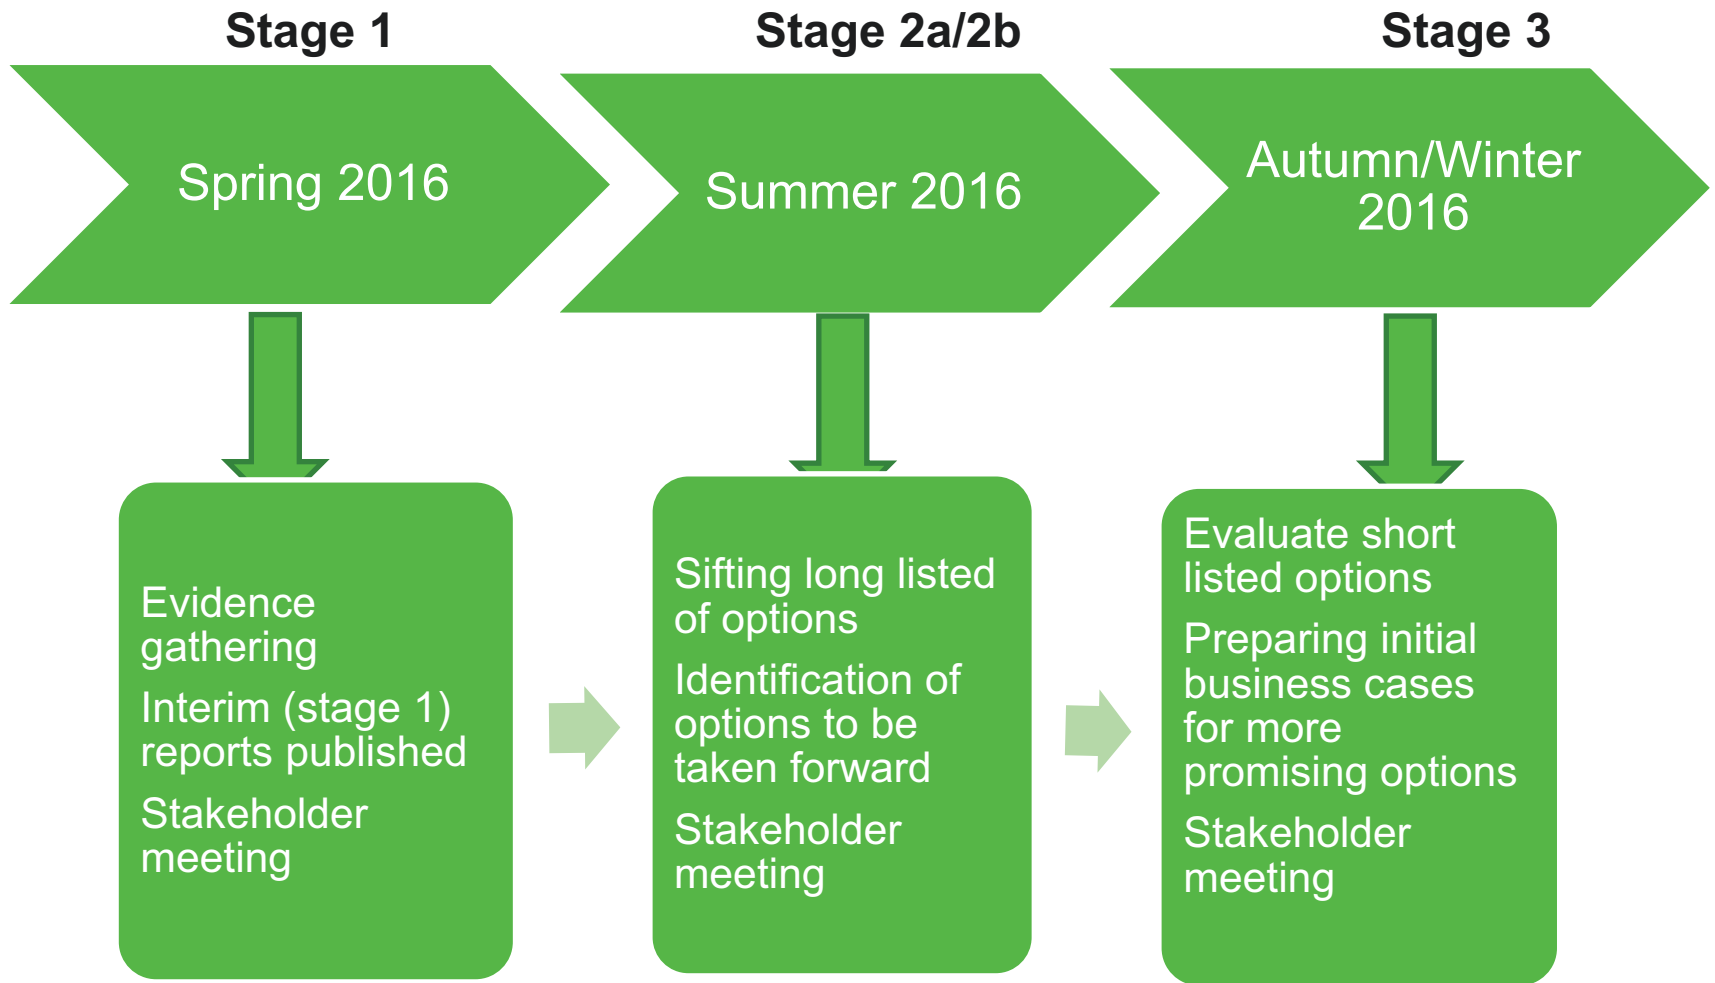 Stage 1
Stage 2a/2b
Stage 3
Spring 2016
Summer 2016
Autumn/Winter
2016
Evidence
gathering
Interim (stage 1)
reports published
Stakeholder
meeting
Sifting long listed
of options
Identification of
options to be
taken forward
Stakeholder
meeting
Evaluate short
listed options
Preparing initial
business cases
for more
promising options
Stakeholder
meeting